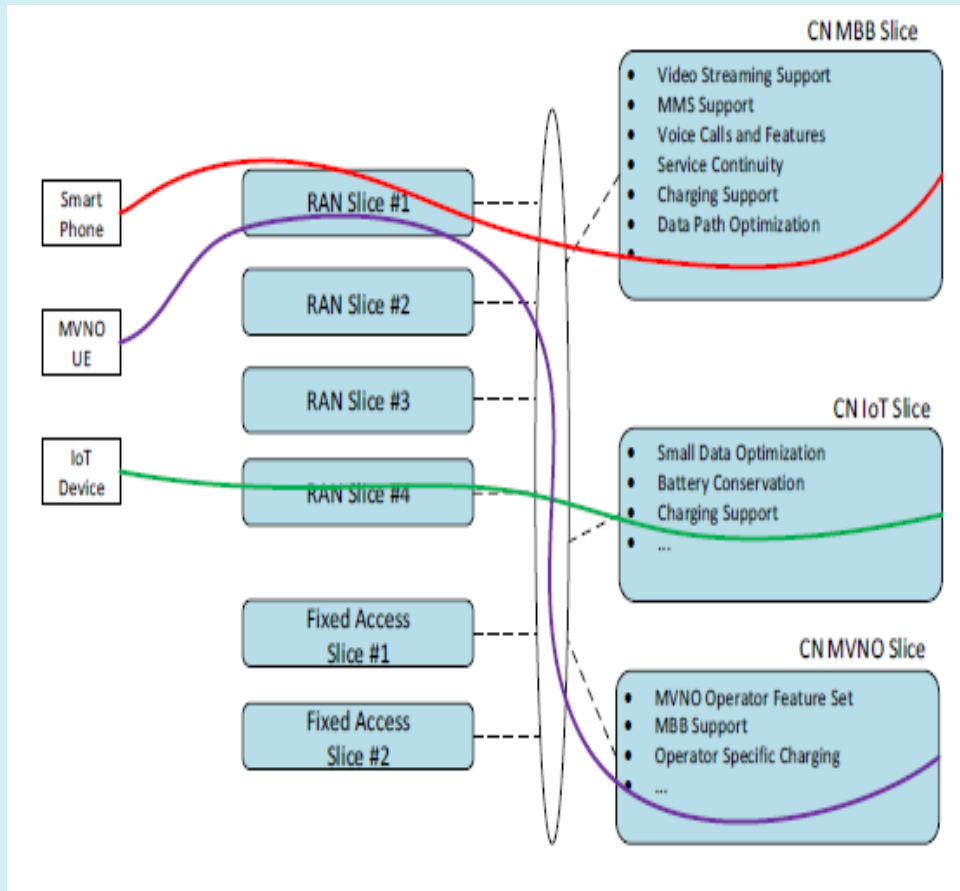 CN MBB Slice
• Video Streaming Support
• MMS Support
• Voice Calls and Features
• Service Continuity
• Charging Support
• Data Path Optimization
•
Smart
Phone
MVNO
UE
IoT
Device
RAN Slice #1
RAN Slice #2
RAN Slice #3
RAN Slice #4
Fixed Access
Slice #1
Fixed Access
Slice #2
CN IoT Slice
• Small Data Optimization
• Battery Conservation
• Charging Support
• ...
CN MVNO Slice
• MVNO Operator Feature Set
• MBB Support
• Operator Specific Charging
• ...